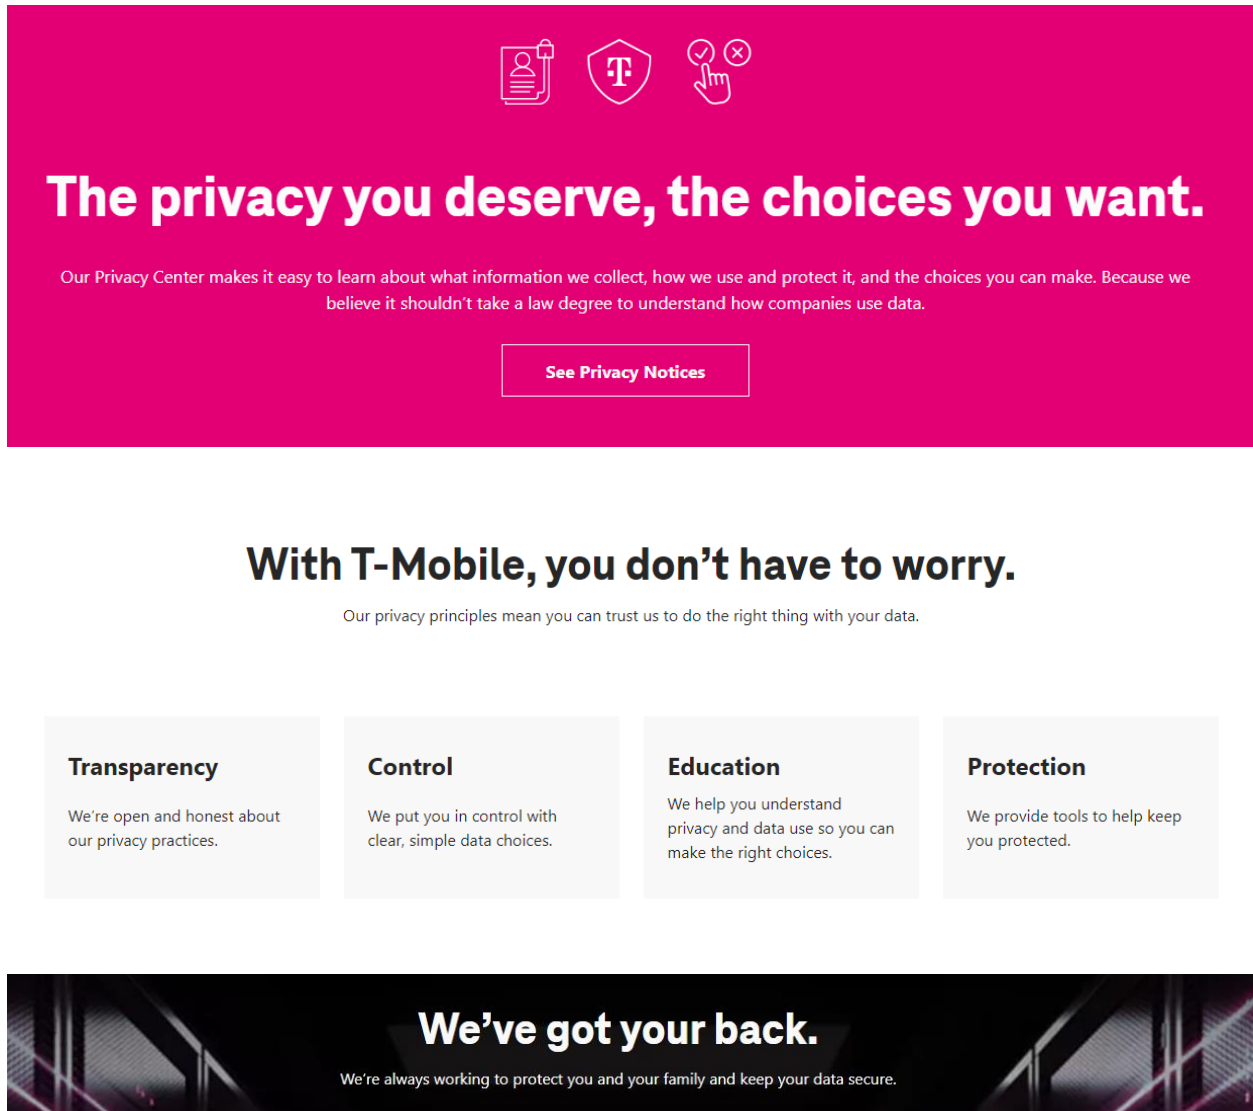 T
The privacy you deserve, the choices you want.
Our Privacy Center makes it easy to learn about what information we collect, how we use and protect it, and the choices you can make. Because we
believe it shouldn’t take a law degree to understand how companies use data.
See Privacy Notices
With T-Mobile, you don’t have to worry.
Our privacy principles mean you can trust us to do the right thing with your data.
Transparency
We’re open and honest about
our privacy practices.
Control
We put you in control with
clear, simple data choices.
Education
We help you understand
privacy and data use so you can
make the right choices.
Protection
We provide tools to help keep
you protected.
We’ve got your back.
We’re always working to protect you and your family and keep your data secure.